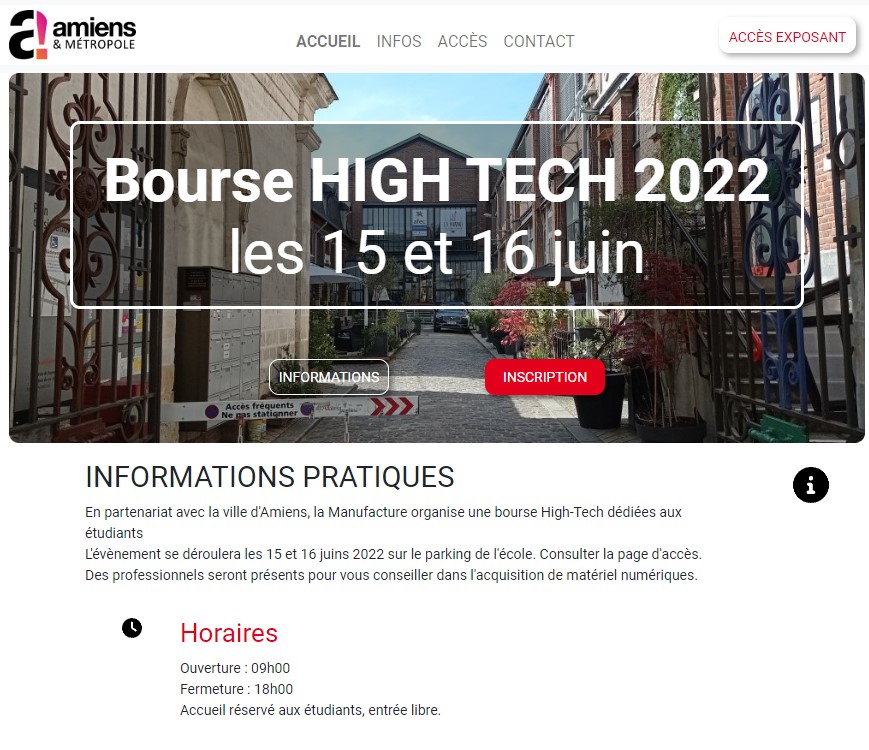 amiens
& MÉTROPOLE
ACCUEIL INFOS ACCÈS CONTACT
ACCÈS EXPOSANT
Bourse HIGH TECH 2022
les 15 et 16 juin
INFORMATIONS
INSCRIPTION
Accès fréquents
Ne pas stationner
INFORMATIONS PRATIQUES
En partenariat avec la ville d'Amiens, la Manufacture organise une bourse High-Tech dédiées aux
étudiants
L'évènement se déroulera les 15 et 16 juins 2022 sur le parking de l'école. Consulter la page d'accès.
Des professionnels seront présents pour vous conseiller dans l'acquisition de matériel numériques.
Horaires
Ouverture : 09h00
Fermeture : 18h00
Accueil réservé aux étudiants, entrée libre.